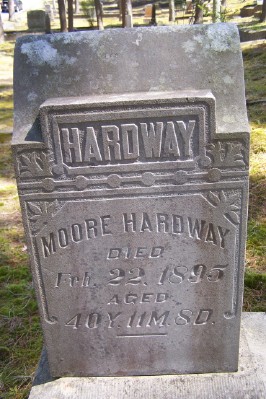 HARDWAY
MOORE HARDWAY
DIED
Feb. 22, 1895
AGED
40Y. 11M. 8D.